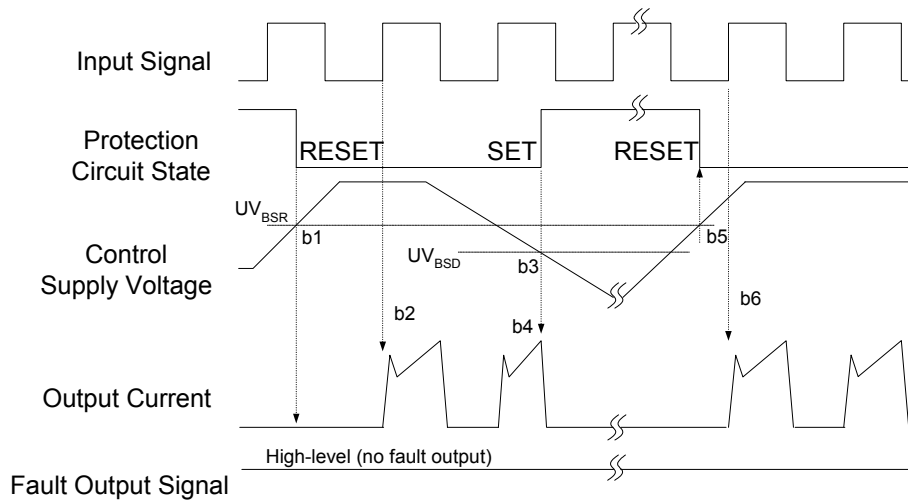 Input Signal
Protection
Circuit State
RESET
SET
RESET
UV_BSR
b1
b5
Control
Supply Voltage
UV_BSD
b3
b2
b4
b6
Output Current
High-level (no fault output)
Fault Output Signal